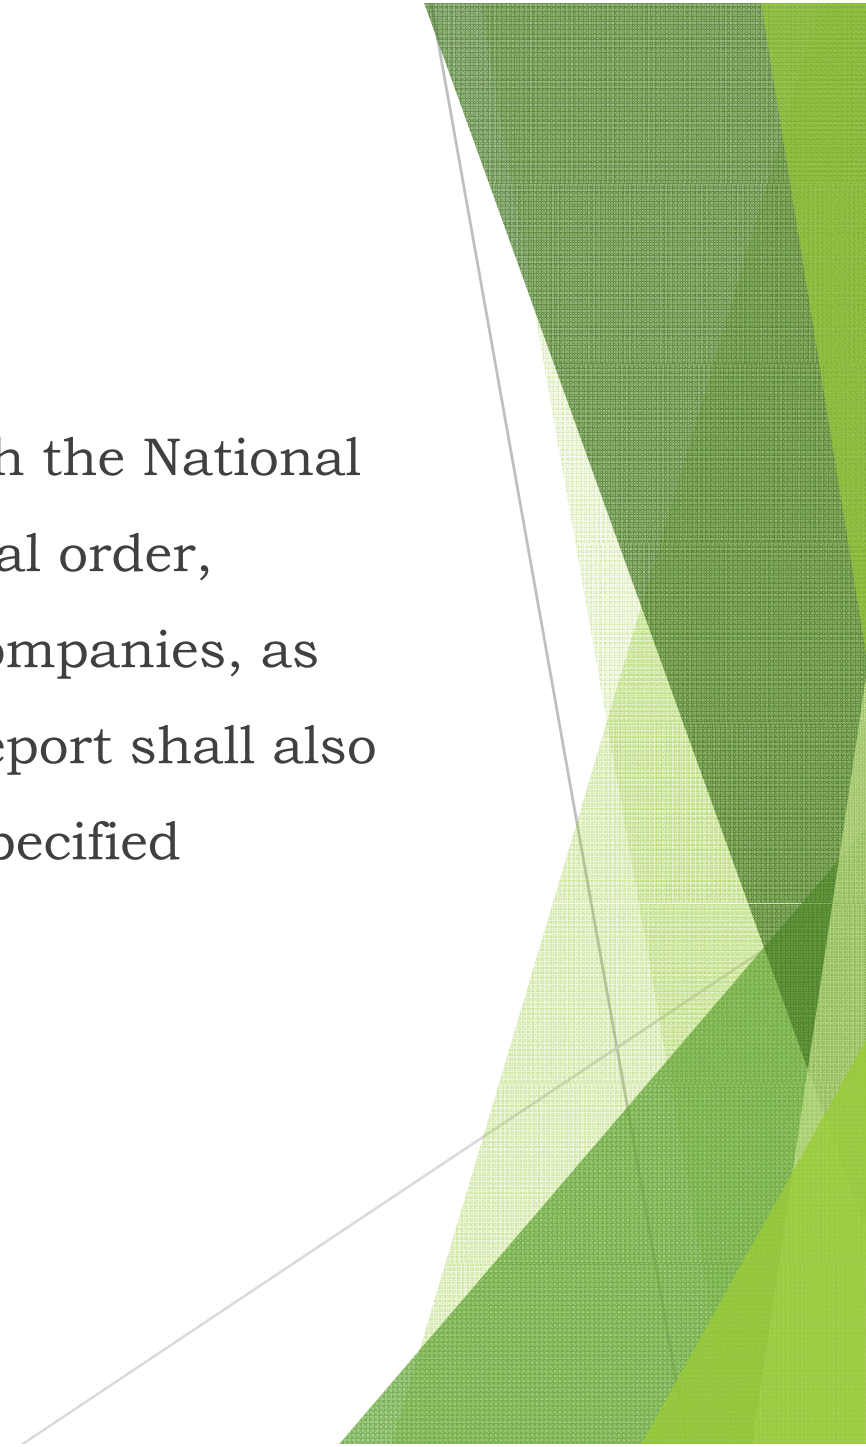 h the National
al order,
ompanies, as
eport shall also
pecified